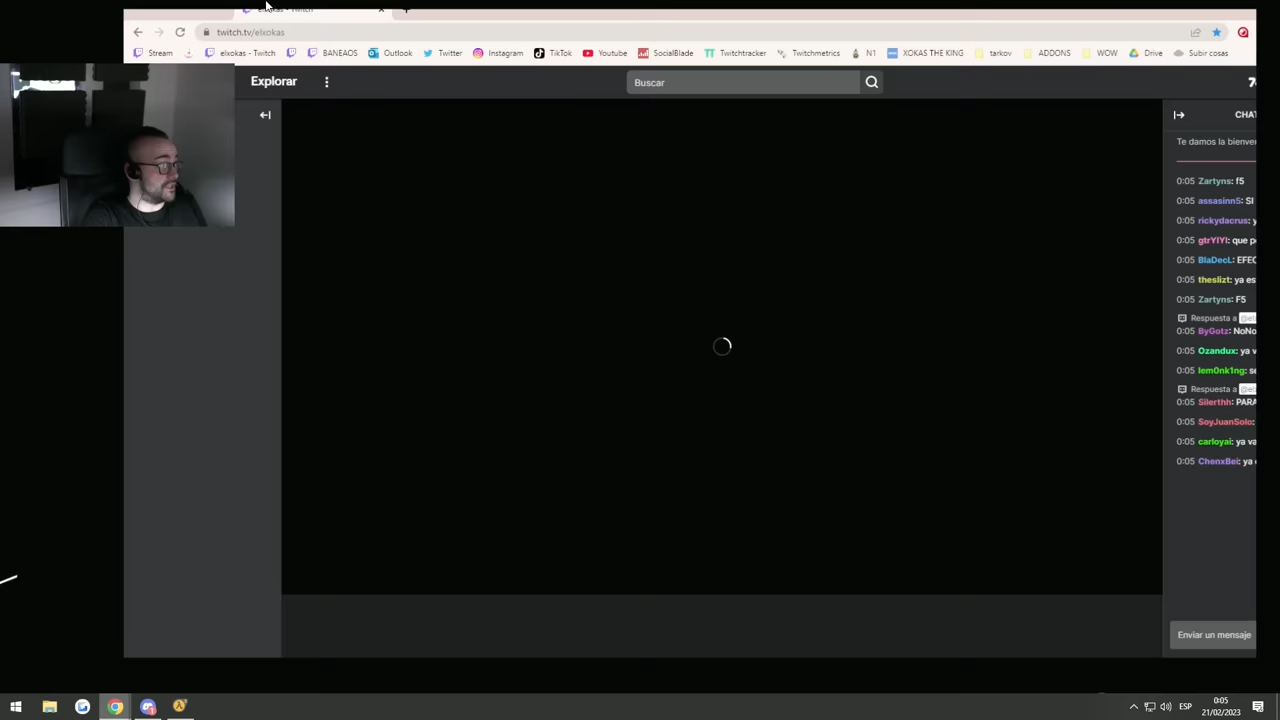 elxokas - Twitch
twitch.tv/elxokas
Stream elxokas - Twitch BANEAOS Outlook Twitter Instagram TikTok Youtube SocialBlade Twitchtracker Twitchmetrics N1 XOKAS THE KING tarkov ADDONS WOW Drive Subir cosas
Explorar
Buscar
CHAT
Te damos la bienve
0:05 Zartyns: f5
0:05 assasinn5: SI
0:05 rickydacrus: y
0:05 gtrYIYI: que p
0:05 BlaDecL: EFEC
0:05 theslizt: ya es
0:05 Zartyns: F5
Respuesta a
0:05 ByGotz: NoNo
0:05 Ozandux: ya v
0:05 lem0nk1ng: se
Respuesta a
0:05 Silerthh: PARA
0:05 SoyJuanSolo:
0:05 carloyai: ya va
0:05 ChenxBei: ya
Enviar un mensaje
ESP
0:05
21/02/2023